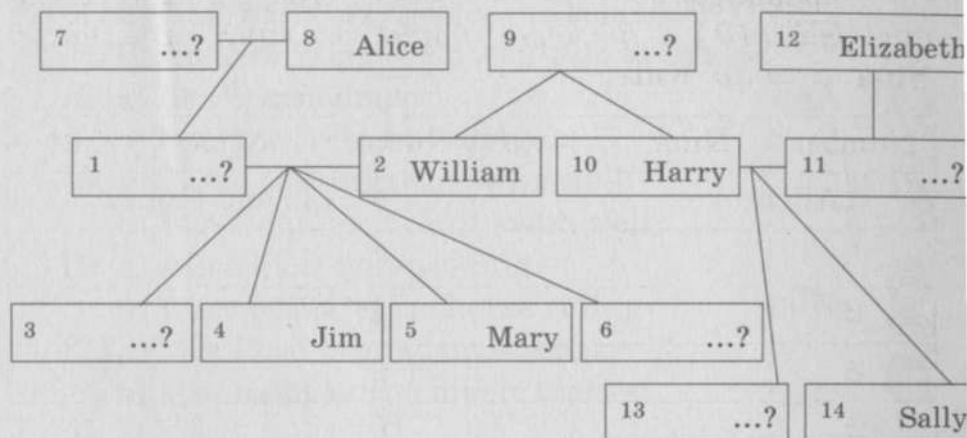 7 ...? 8 Alice 9 ...? 12 Elizabeth
1 ...? 2 William 10 Harry 11 ...?
3 ...? 4 Jim 5 Mary 6 ...?
13 ...? 14 Sally